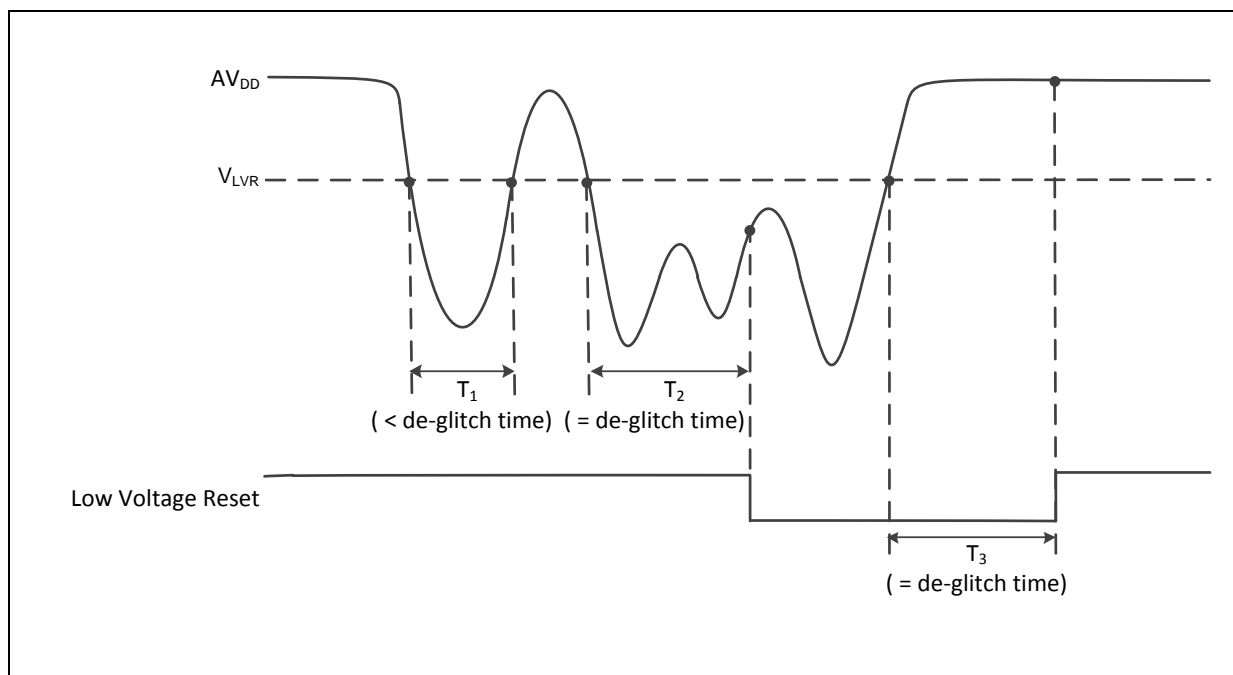 AVDD
VLVR
T1
( < de-glitch time)
T2
( = de-glitch time)
Low Voltage Reset
T3
( = de-glitch time)